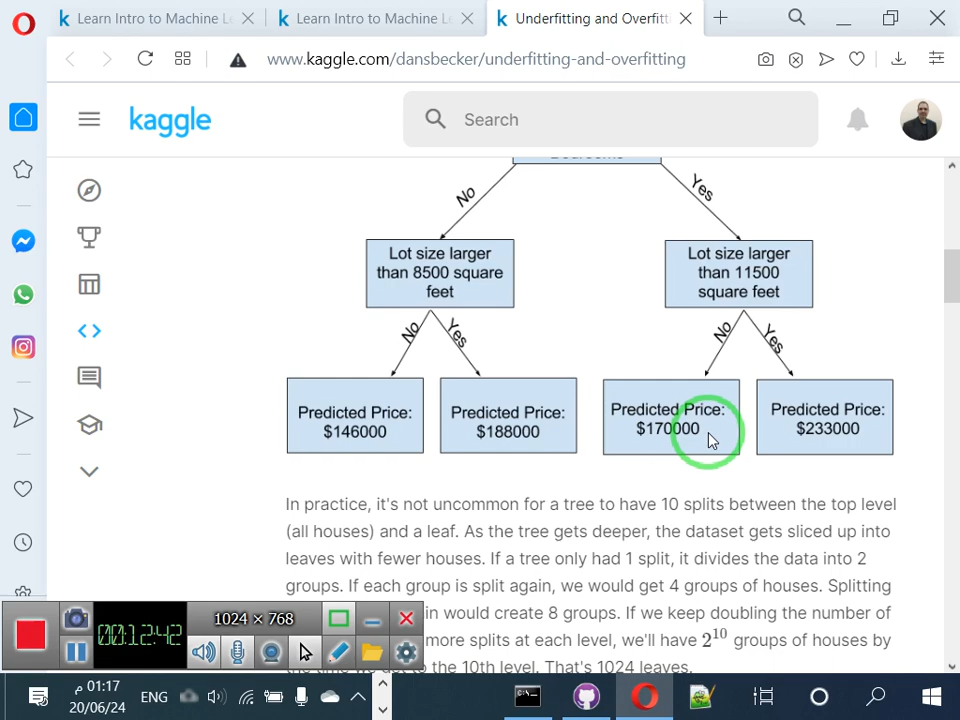 Learn Intro to Machine Le
Learn Intro to Machine Le
Underfitting and Overfitti
www.kaggle.com/dansbecker/underfitting-and-overfitting
kaggle
Search
No
Yes
Lot size larger
than 8500 square
feet
Lot size larger
than 11500
square feet
No
Yes
No
Yes
Predicted Price:
$146000
Predicted Price:
$188000
Predicted Price:
$170000
Predicted Price:
$233000
In practice, it's not uncommon for a tree to have 10 splits between the top level
(all houses) and a leaf. As the tree gets deeper, the dataset gets sliced up into
leaves with fewer houses. If a tree only had 1 split, it divides the data into 2
groups. If each group is split again, we would get 4 groups of houses. Splitting
in would create 8 groups. If we keep doubling the number of
more splits at each level, we'll have 2¹⁰ groups of houses by
to the 10th level. That's 1024 leaves.
1024 × 768
00:12:42
01:17 م
ENG
20/06/24